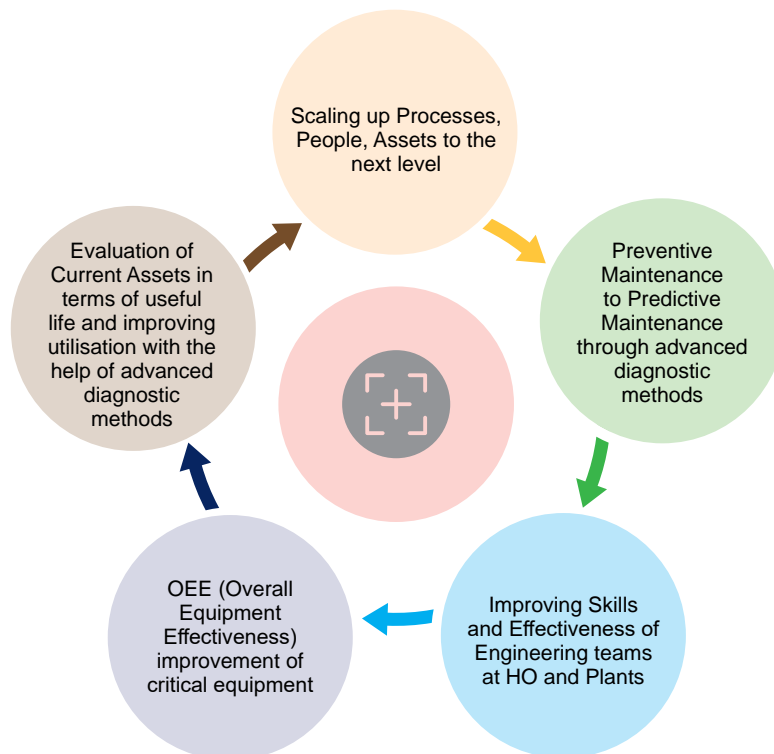 Scaling up Processes,
People, Assets to the
next level
Preventive
Maintenance
to Predictive
Maintenance
through advanced
diagnostic
methods
Improving Skills
and Effectiveness of
Engineering teams
at HO and Plants
OEE (Overall
Equipment
Effectiveness)
improvement of
critical equipment
Evaluation of
Current Assets in
terms of useful
life and improving
utilisation with the
help of advanced
diagnostic
methods